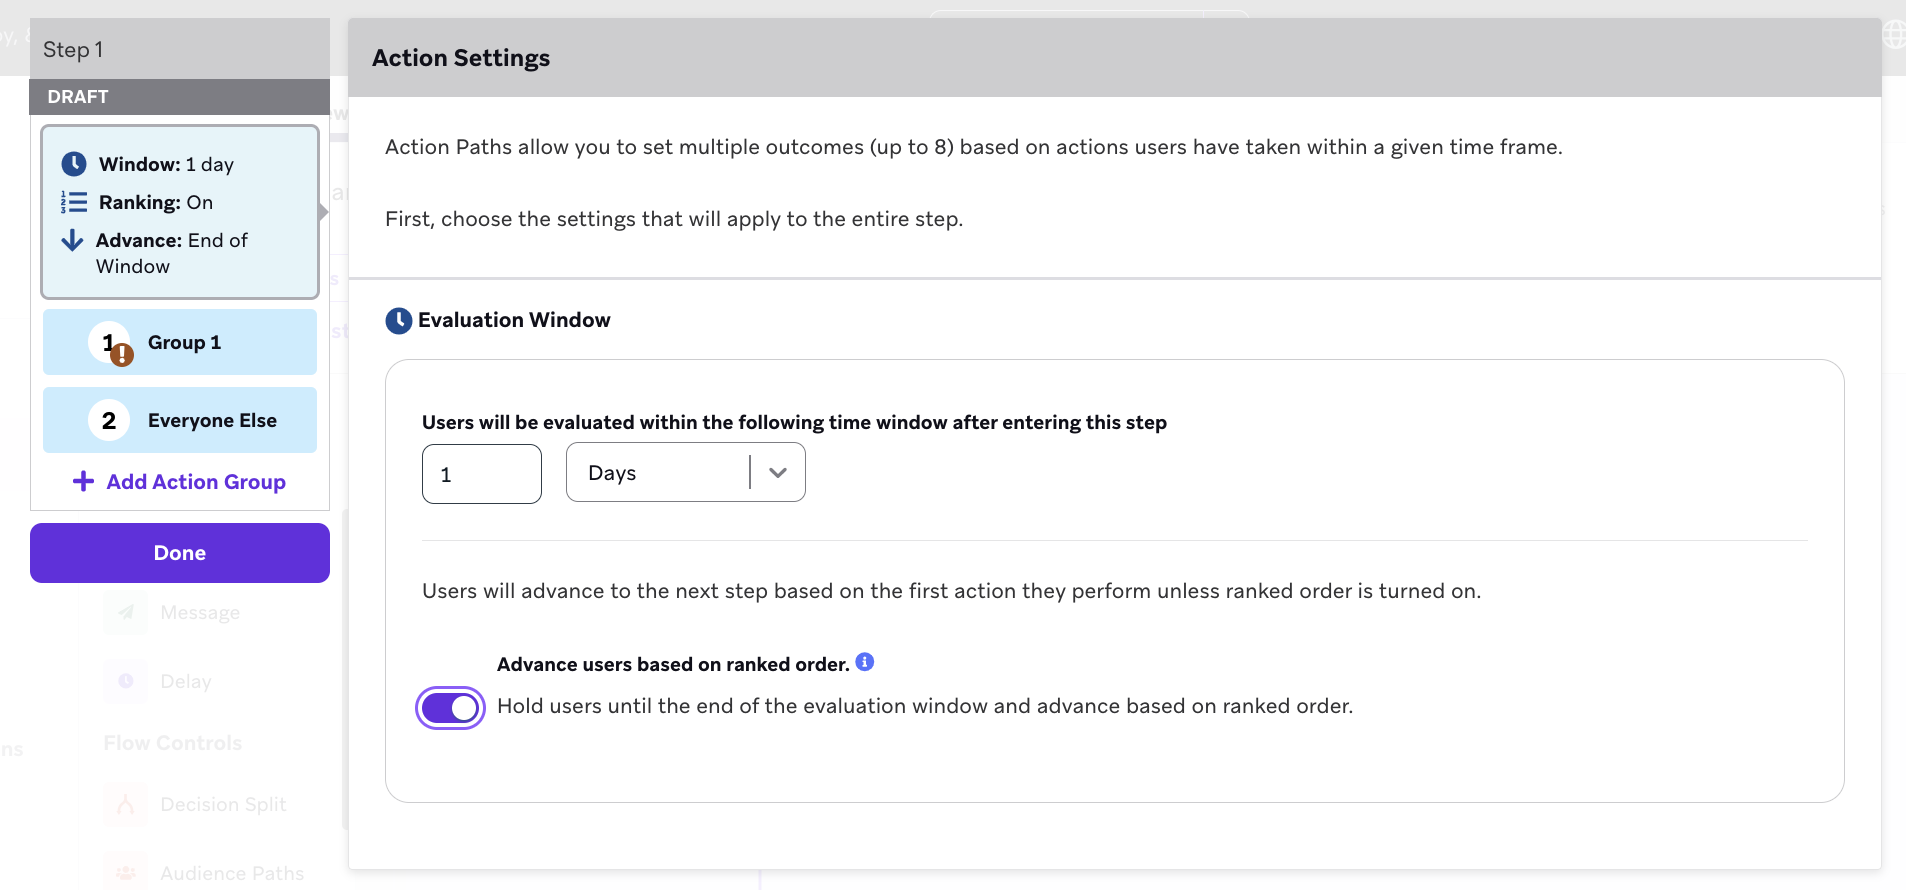 Step 1
DRAFT
Window: 1 day
Ranking: On
Advance: End of
Window
1 Group 1
2 Everyone Else
Add Action Group
Done
Message
Delay
Flow Controls
Decision Split
Audience Paths
Action Settings
Action Paths allow you to set multiple outcomes (up to 8) based on actions users have taken within a given time frame.
First, choose the settings that will apply to the entire step.
Evaluation Window
Users will be evaluated within the following time window after entering this step
1 Days
Users will advance to the next step based on the first action they perform unless ranked order is turned on.
Advance users based on ranked order.
Hold users until the end of the evaluation window and advance based on ranked order.